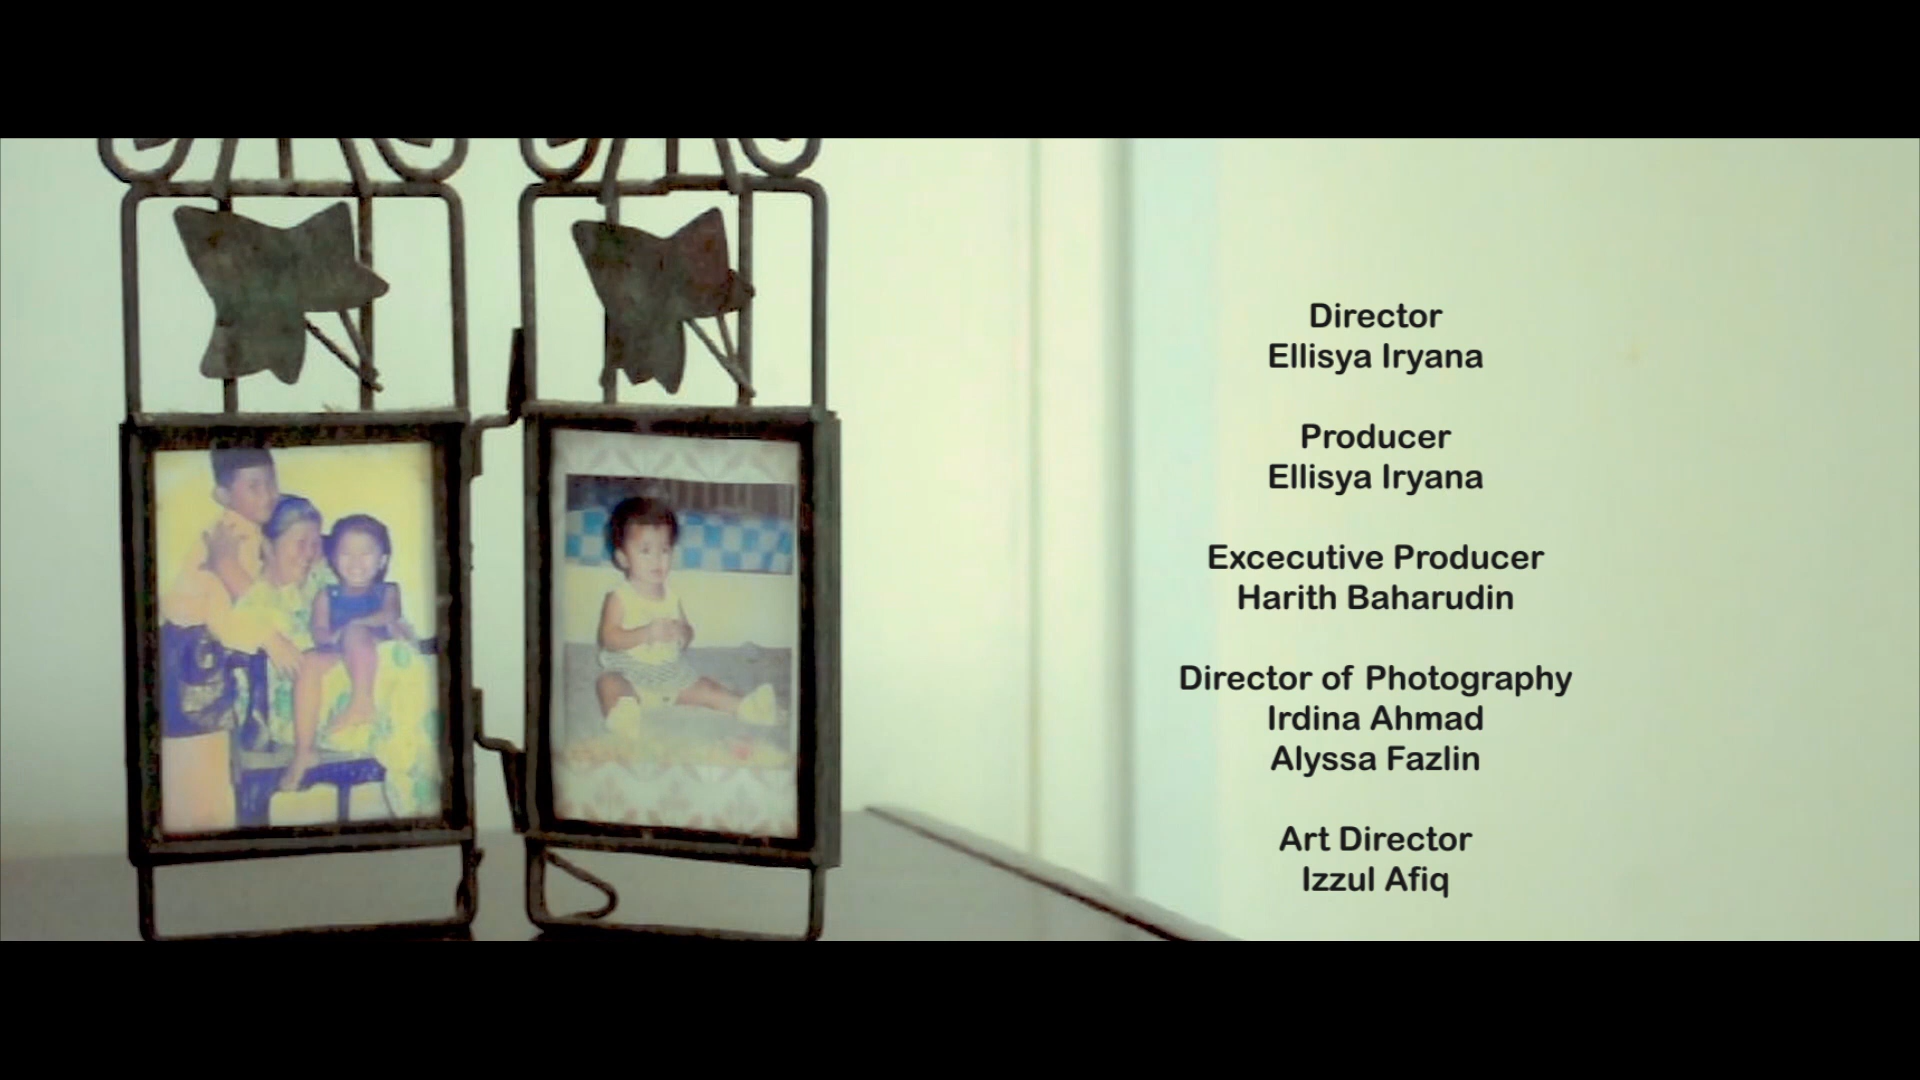 Director
Ellisya Iryana
Producer
Ellisya Iryana
Excecutive Producer
Harith Baharudin
Director of Photography
Irdina Ahmad
Alyssa Fazlin
Art Director
Izzul Afiq